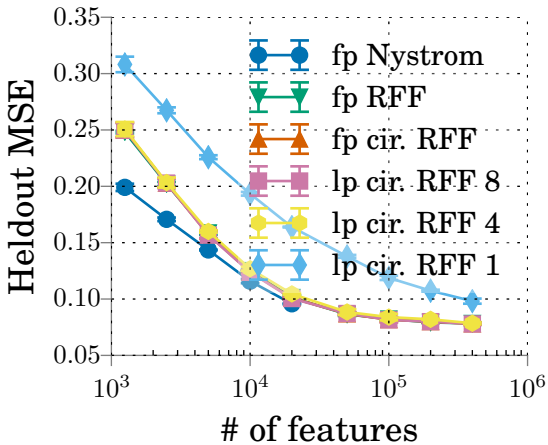 0.35
0.30
0.25
0.20
0.15
0.10
0.05
Heldout MSE
fp Nystrom
fp RFF
fp cir. RFF
lp cir. RFF 8
lp cir. RFF 4
lp cir. RFF 1
10³ 10⁴ 10⁵ 10⁶
# of features